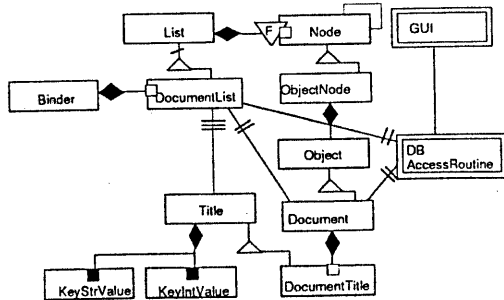 List
F
Node
GUI
Binder
DocumentList
ObjectNode
Object
DB
AccessRoutine
Title
Document
KeyStrValue
KeyIntValue
DocumentTitle